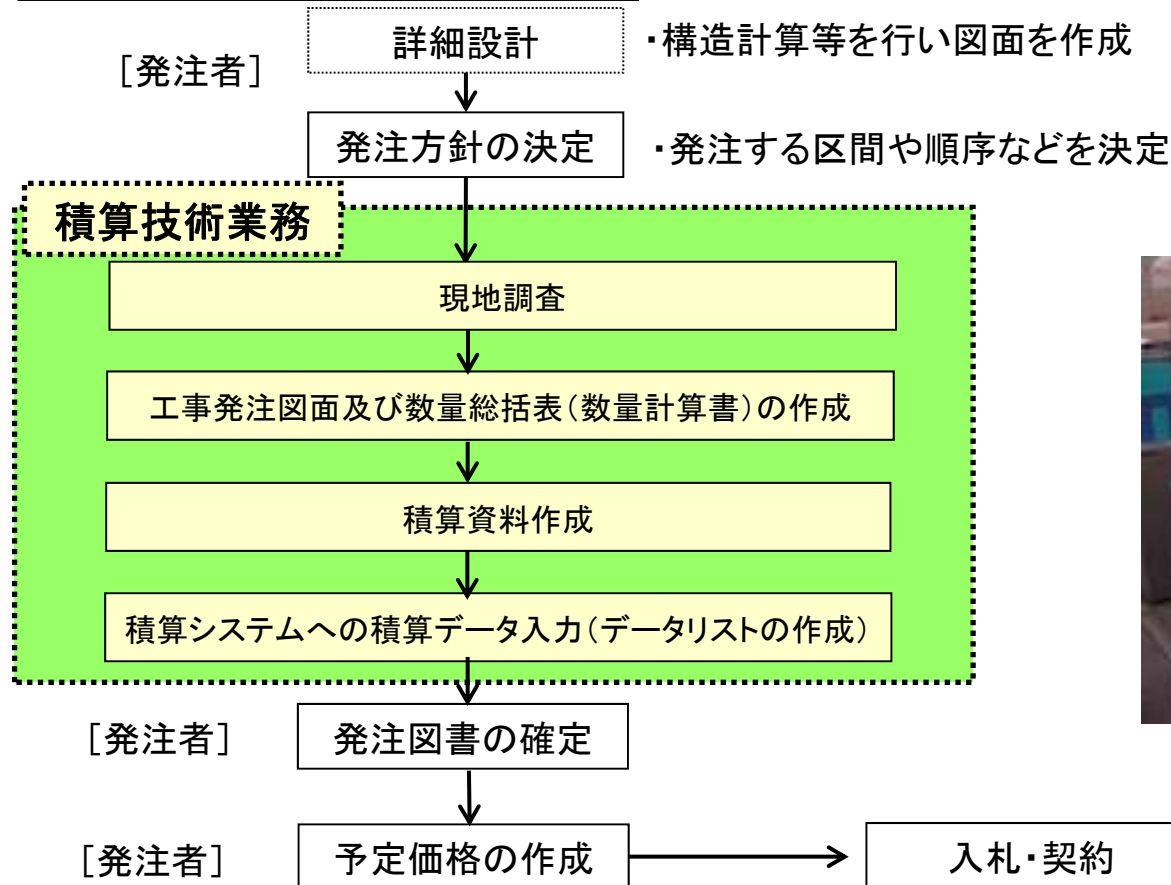 詳細設計
・構造計算等を行い図面を作成
［発注者］
発注方針の決定
・発注する区間や順序などを決定
積算技術業務
現地調査
工事発注図面及び数量総括表（数量計算書）の作成
積算資料作成
積算システムへの積算データ入力（データリストの作成）
［発注者］
発注図書の確定
［発注者］
予定価格の作成
入札・契約